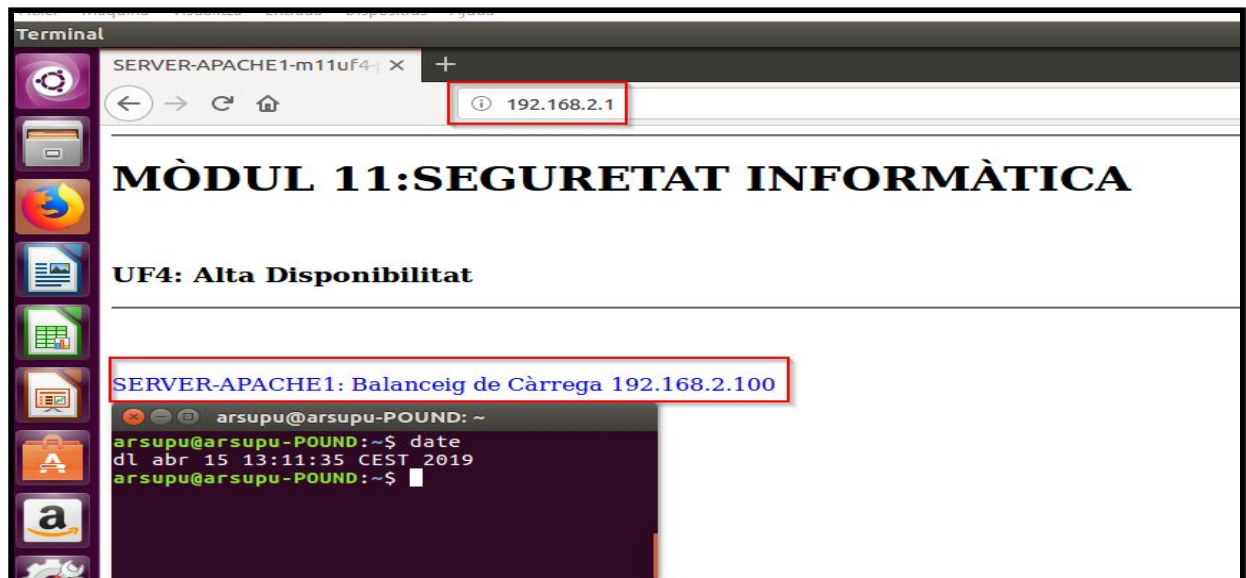 Terminal
SERVER-APACHE1-m11uf4-
192.168.2.1
MÒDUL 11:SEGURETAT INFORMÀTICA
UF4: Alta Disponibilitat
SERVER-APACHE1: Balanceig de Càrrega 192.168.2.100
arsupu@arsupu-POUND: ~
arsupu@arsupu-POUND:~$ date
dl abr 15 13:11:35 CEST 2019
arsupu@arsupu-POUND:~$